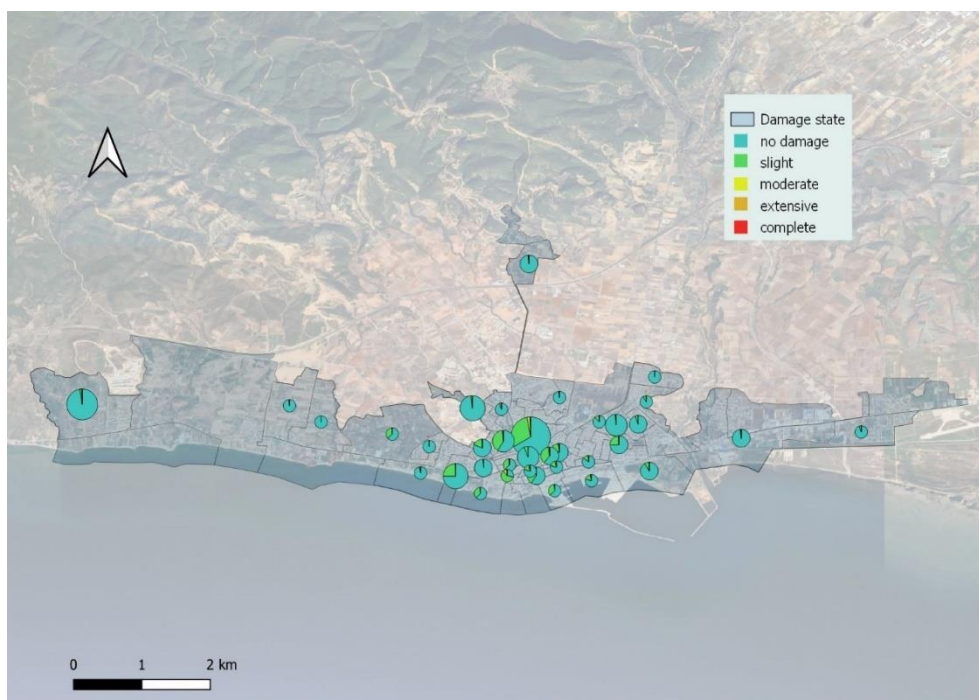 Damage state
no damage
slight
moderate
extensive
complete
0 1 2 km